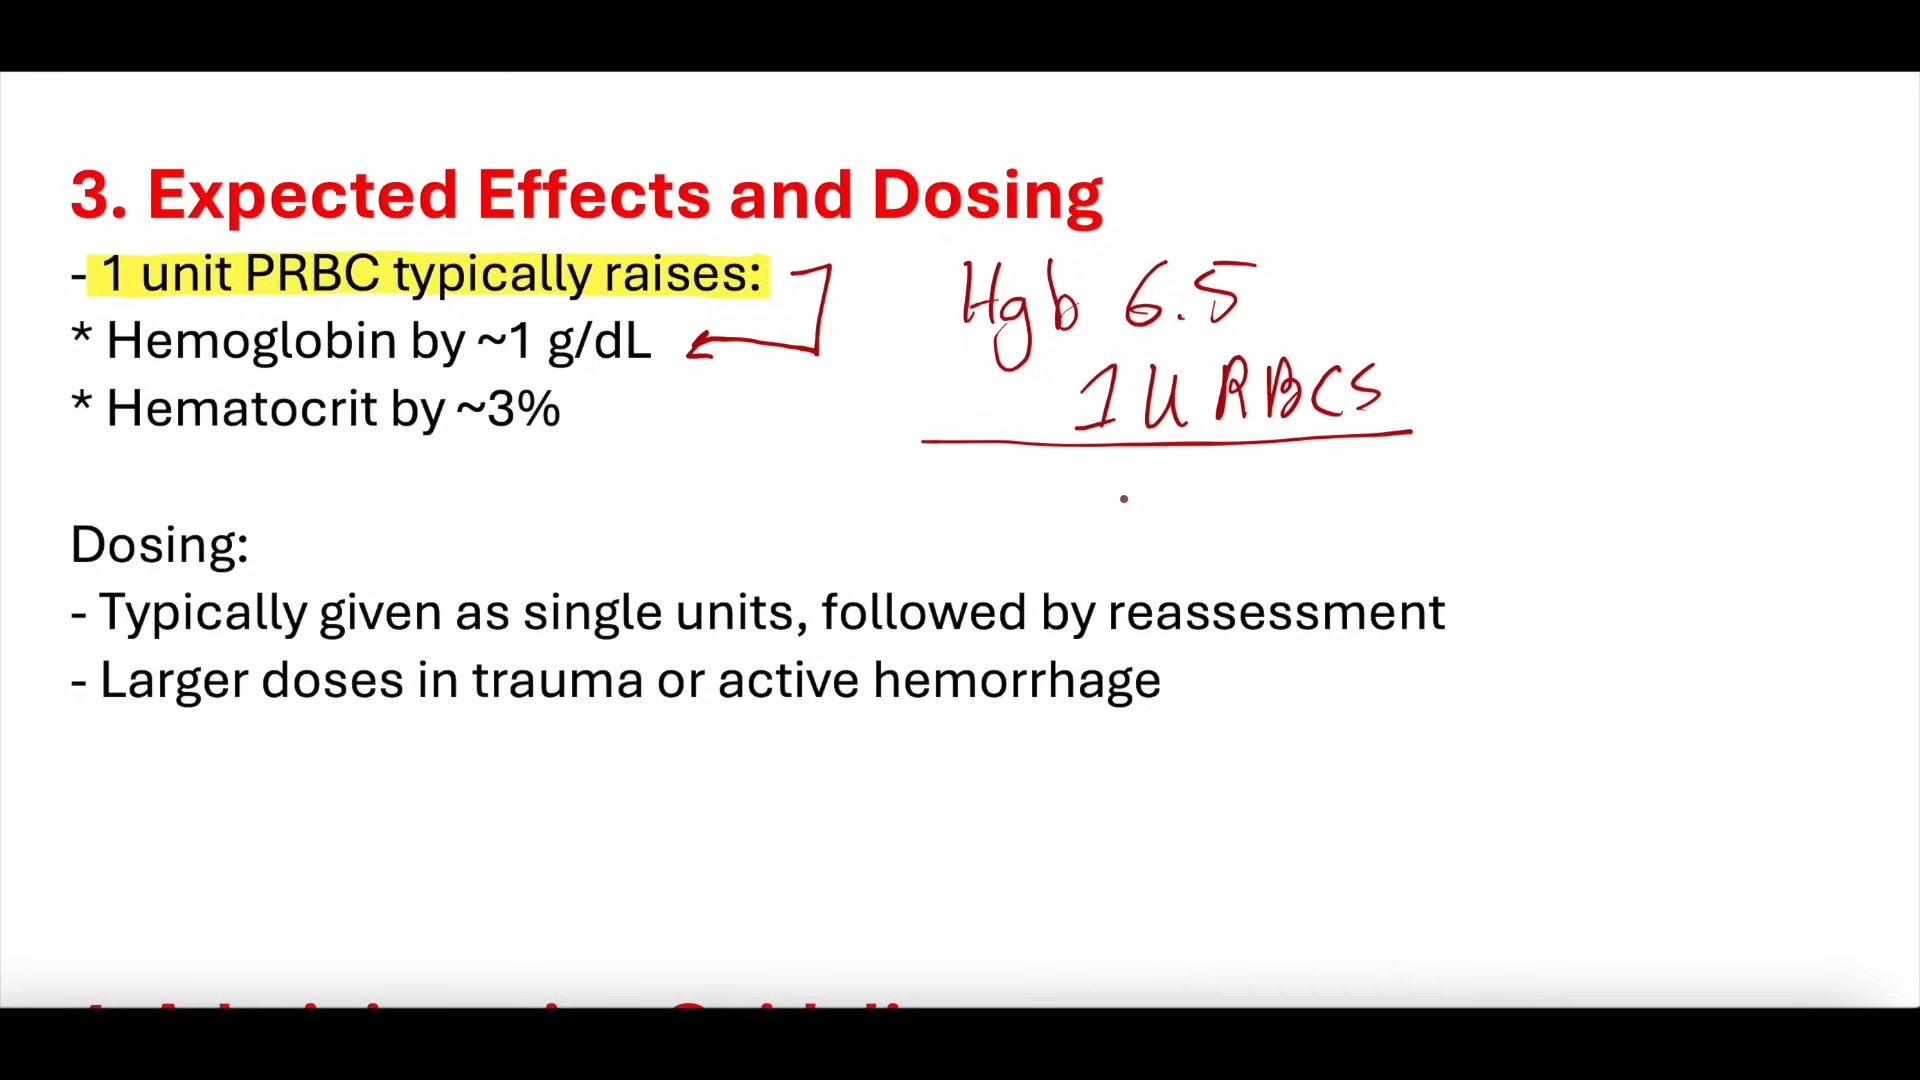 3. Expected Effects and Dosing
- 1 unit PRBC typically raises:
* Hemoglobin by ~1 g/dL
* Hematocrit by ~3%
Hgb 6.5
1 U RBCS
Dosing:
- Typically given as single units, followed by reassessment
- Larger doses in trauma or active hemorrhage